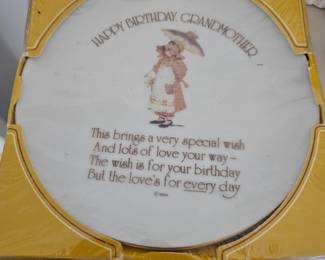 HAPPY BIRTHDAY, GRANDMOTHER
This brings a very special wish
And lots of love your way –
The wish is for your birthday
But the love's for every day